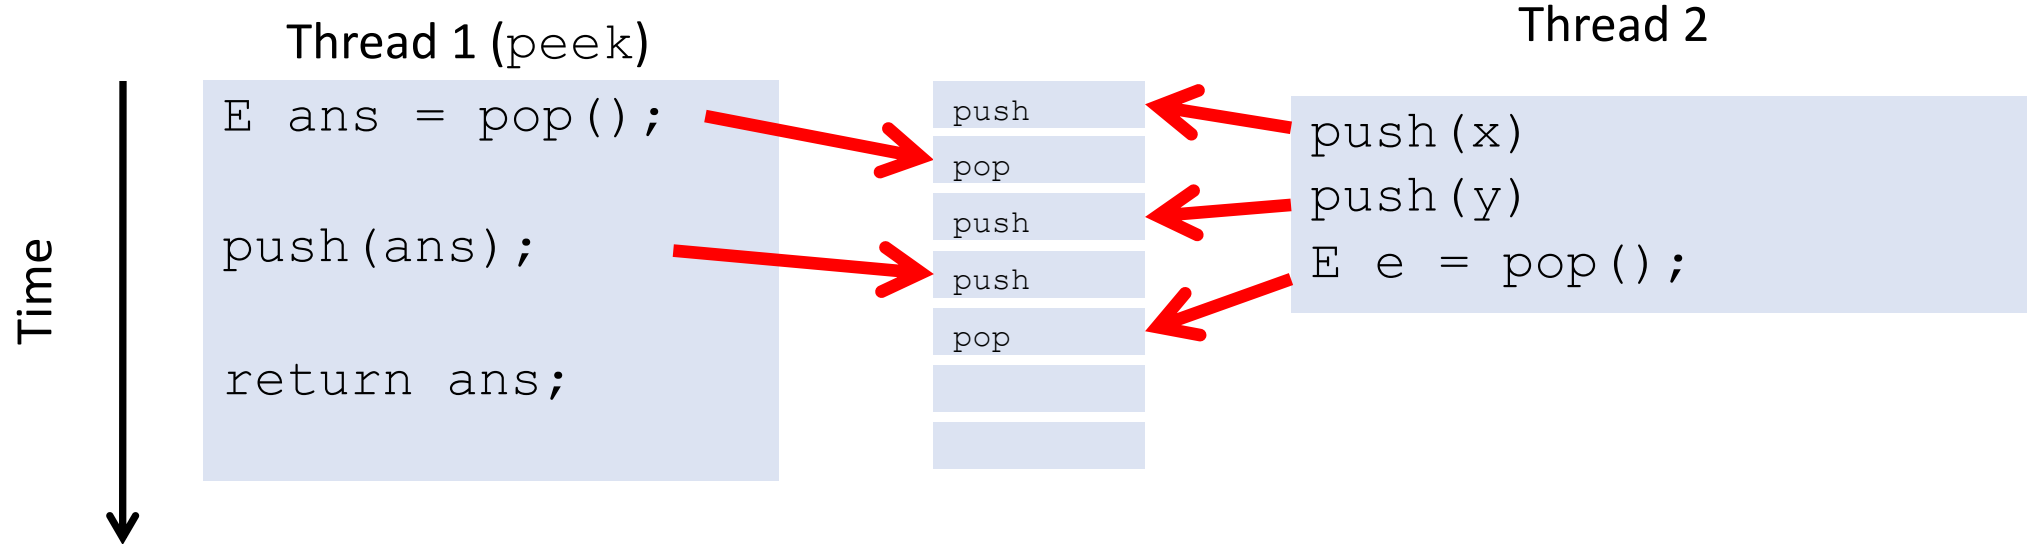 Thread 1 (peek)
Thread 2
Time
E ans = pop();
push(ans);
return ans;
push
pop
push
push
pop
push(x)
push(y)
E e = pop();